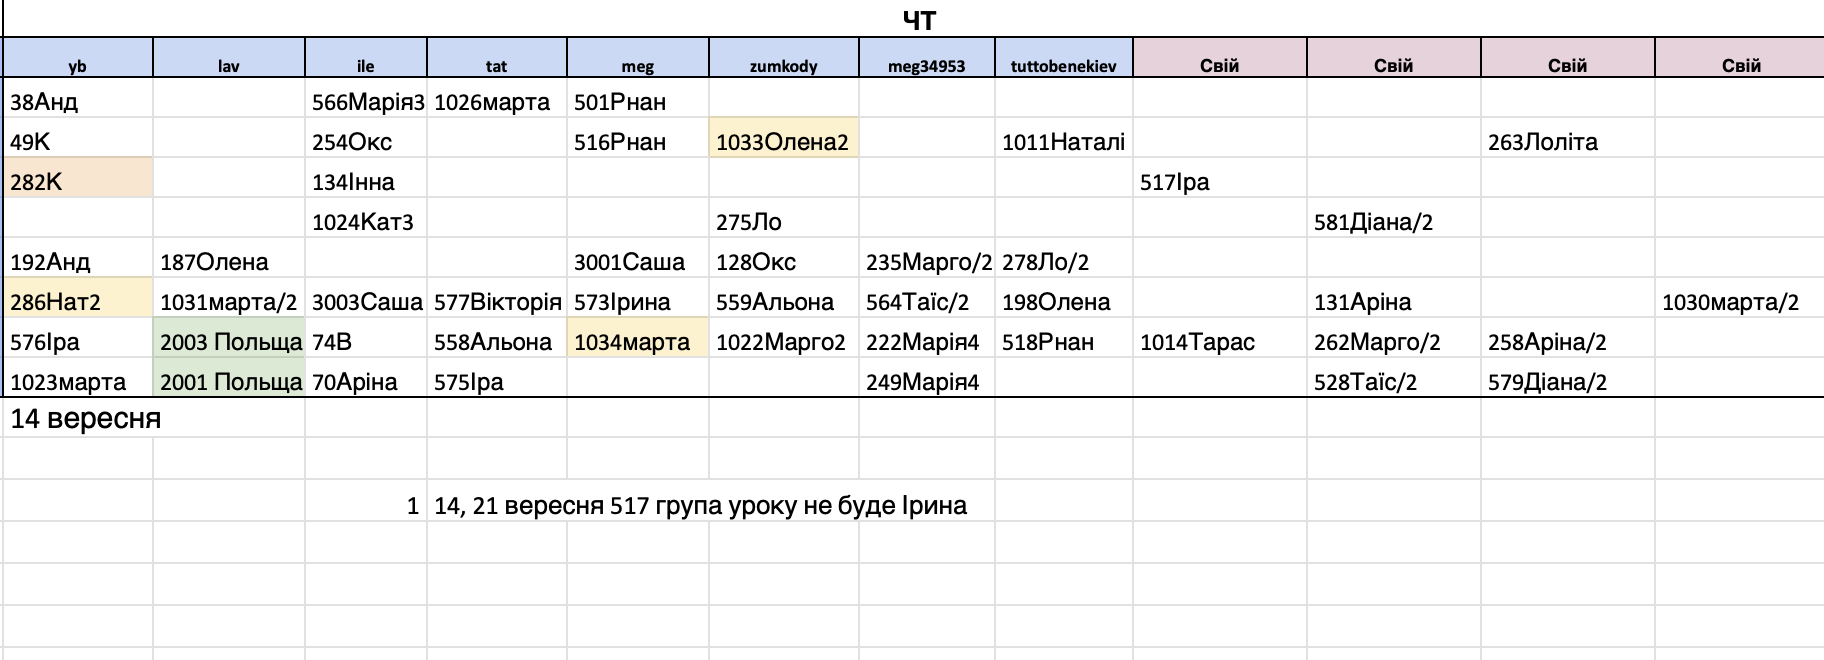 ЧТ
yb lav ile tat meg zumkody meg34953 tuttobenekiev Свій Свій Свій Свій
38Анд 566Марія3 1026марта 501Рнан
49К 254Окс 516Рнан 1033Олена2 1011Наталі 263Лоліта
282К 134Інна 517Іра
1024Кат3 275Ло 581Діана/2
192Анд 187Олена 3001Саша 128Окс 235Марго/2 278Ло/2
286Нат2 1031марта/2 3003Саша 577Вікторія 573Ірина 559Альона 564Таїс/2 198Олена 131Аріна 1030марта/2
576Іра 2003 Польща 74В 558Альона 1034марта 1022Марго2 222Марія4 518Рнан 1014Тарас 262Марго/2 258Аріна/2
1023марта 2001 Польща 70Аріна 575Іра 249Марія4 528Таїс/2 579Діана/2
14 вересня
1 14, 21 вересня 517 група уроку не буде Ірина